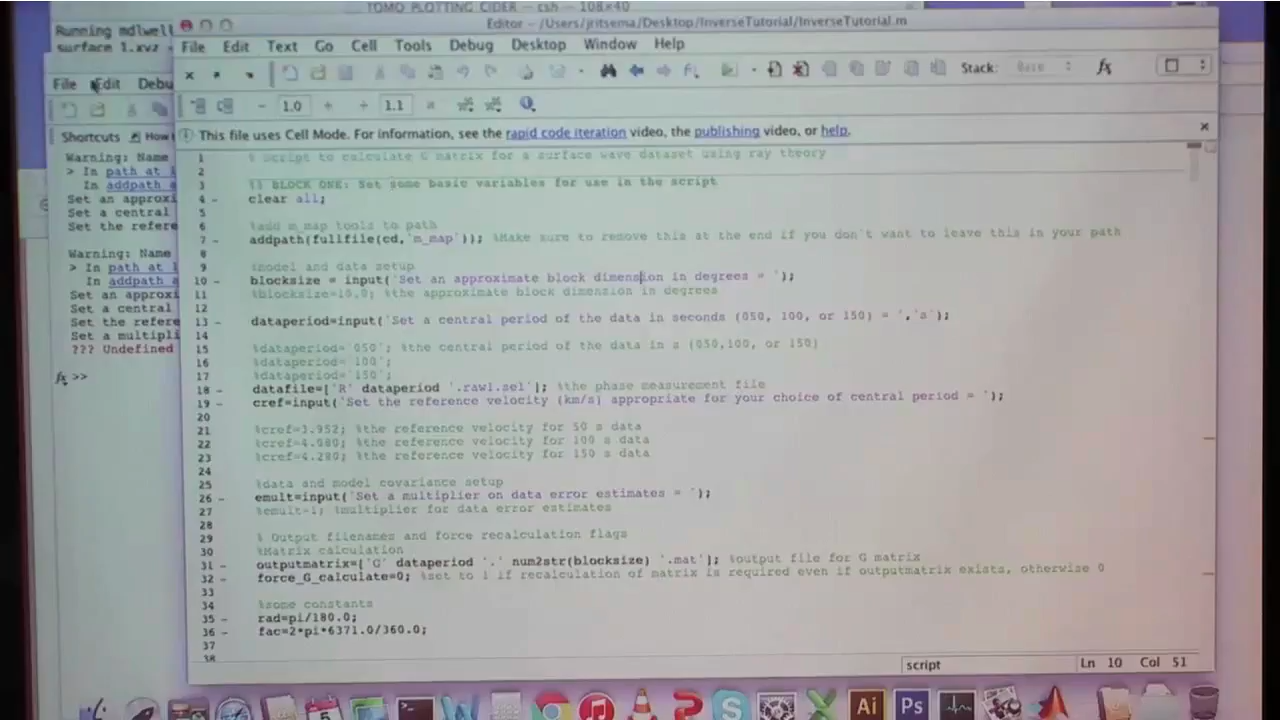 TOMO PLOTTING CIDER — csh — 108×40
Running mdlwell
surface 1.xyz
File Edit Debu
Shortcuts How
Warning: Name
> In path at 1
In addpath a
Set an approxi
Set a central
Set the refere
Warning: Name
> In path at 1
In addpath a
Set an approxi
Set a central
Set the refere
Set a multipli
??? Undefined
fx >>
Editor – /Users/jritsema/Desktop/InverseTutorial/InverseTutorial.m
File Edit Text Go Cell Tools Debug Desktop Window Help
Stack: Base fx
– 1.0 + ÷ 1.1 ×
This file uses Cell Mode. For information, see the rapid code iteration video, the publishing video, or help.
1 % Script to calculate G matrix for a surface wave dataset using ray theory
2
3 %% BLOCK ONE: Set some basic variables for use in the script
4 – clear all;
5
6 %add m_map tools to path
7 – addpath(fullfile(cd,'m_map')); %Make sure to remove this at the end if you don't want to leave this in your path
8
9 %model and data setup
10 – blocksize = input('Set an approximate block dimension in degrees = ');
11 %blocksize=10.0; %the approximate block dimension in degrees
12
13 – dataperiod=input('Set a central period of the data in seconds (050, 100, or 150) = ','s');
14
15 %dataperiod='050'; %the central period of the data in s (050,100, or 150)
16 %dataperiod='100';
17 %dataperiod='150';
18 – datafile=['R' dataperiod '.raw1.sel']; %the phase measurement file
19 – cref=input('Set the reference velocity (km/s) appropriate for your choice of central period = ');
20
21 %cref=3.952; %the reference velocity for 50 s data
22 %cref=4.080; %the reference velocity for 100 s data
23 %cref=4.280; %the reference velocity for 150 s data
24
25 %data and model covariance setup
26 – emult=input('Set a multiplier on data error estimates = ');
27 %emult=1; %multiplier for data error estimates
28
29 % Output filenames and force recalculation flags
30 %Matrix calculation
31 – outputmatrix=['G' dataperiod '.' num2str(blocksize) '.mat']; %output file for G matrix
32 – force_G_calculate=0; %set to 1 if recalculation of matrix is required even if outputmatrix exists, otherwise 0
33
34 %some constants
35 – rad=pi/180.0;
36 – fac=2*pi*6371.0/360.0;
37
38
script Ln 10 Col 51
5 W Ai Ps